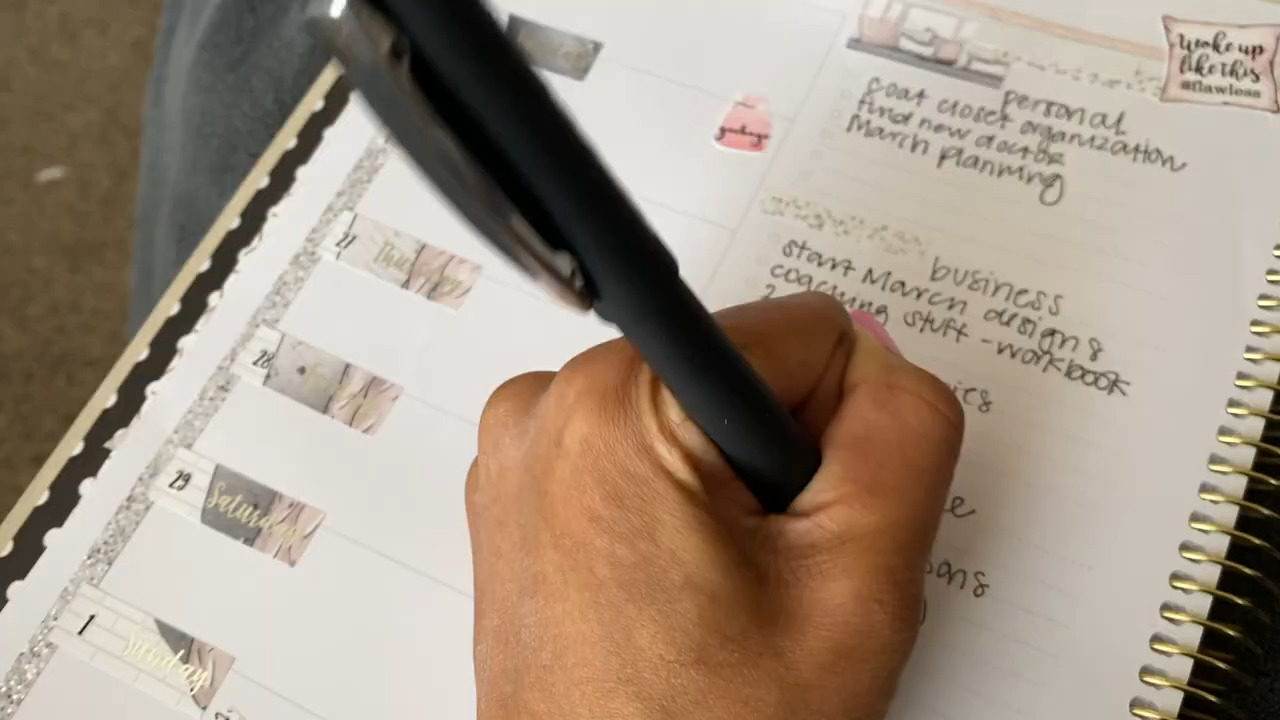 woke up
like this
#flawless
personal
coat closet organization
find new doctor
March planning
garbage
business
start March designs
coaching stuff - workbook
27 Thursday
28
29 Saturday
1 Sunday